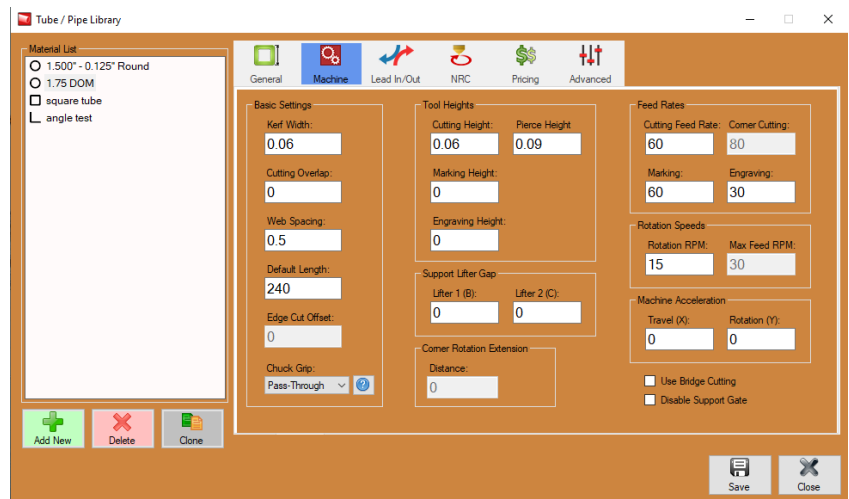 Tube / Pipe Library
Material List
1.500" - 0.125" Round
1.75 DOM
square tube
angle test
Add New
Delete
Clone
General
Machine
Lead In/Out
NRC
Pricing
Advanced
Basic Settings
Kerf Width:
0.06
Cutting Overlap:
0
Web Spacing:
0.5
Default Length:
240
Edge Cut Offset:
0
Chuck Grip:
Pass-Through
Tool Heights
Cutting Height: Pierce Height
0.06 0.09
Marking Height:
0
Engraving Height:
0
Support Lifter Gap
Lifter 1 (B): Lifter 2 (C):
0 0
Corner Rotation Extension
Distance:
0
Feed Rates
Cutting Feed Rate: Corner Cutting:
60 80
Marking: Engraving:
60 30
Rotation Speeds
Rotation RPM: Max Feed RPM:
15 30
Machine Acceleration
Travel (X): Rotation (Y):
0 0
Use Bridge Cutting
Disable Support Gate
Save
Close